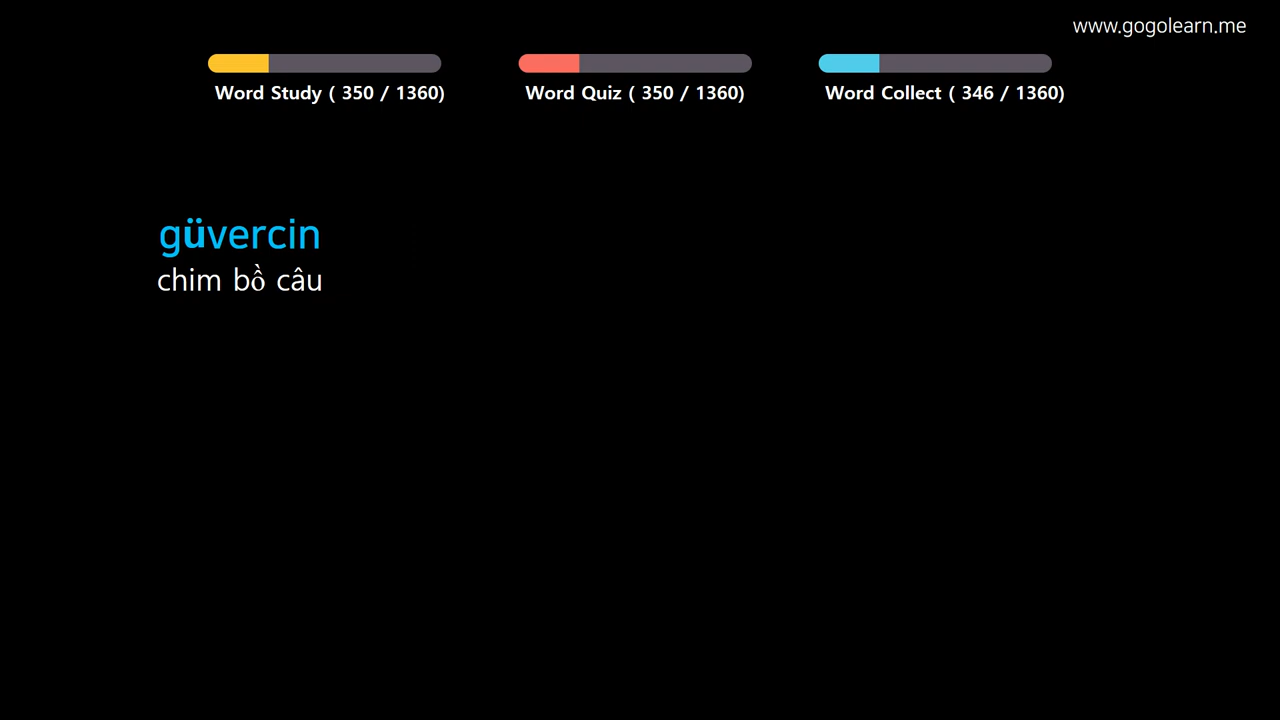 www.gogolearn.me
Word Study ( 350 / 1360)
Word Quiz ( 350 / 1360)
Word Collect ( 346 / 1360)
güvercin
chim bồ câu